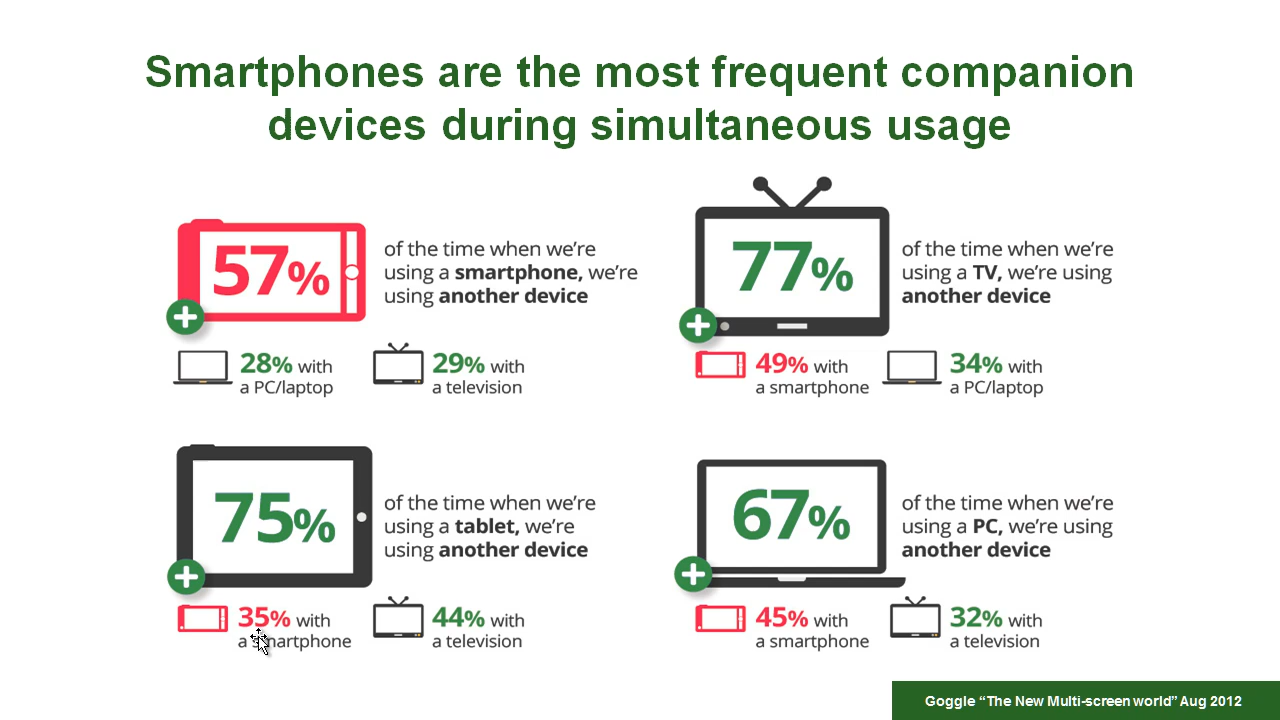 Smartphones are the most frequent companion
devices during simultaneous usage
57%
of the time when we're
using a smartphone, we're
using another device
28% with
a PC/laptop
29% with
a television
77%
of the time when we're
using a TV, we're using
another device
49% with
a smartphone
34% with
a PC/laptop
75%
of the time when we're
using a tablet, we're
using another device
35% with
a smartphone
44% with
a television
67%
of the time when we're
using a PC, we're using
another device
45% with
a smartphone
32% with
a television
Goggle “The New Multi-screen world” Aug 2012